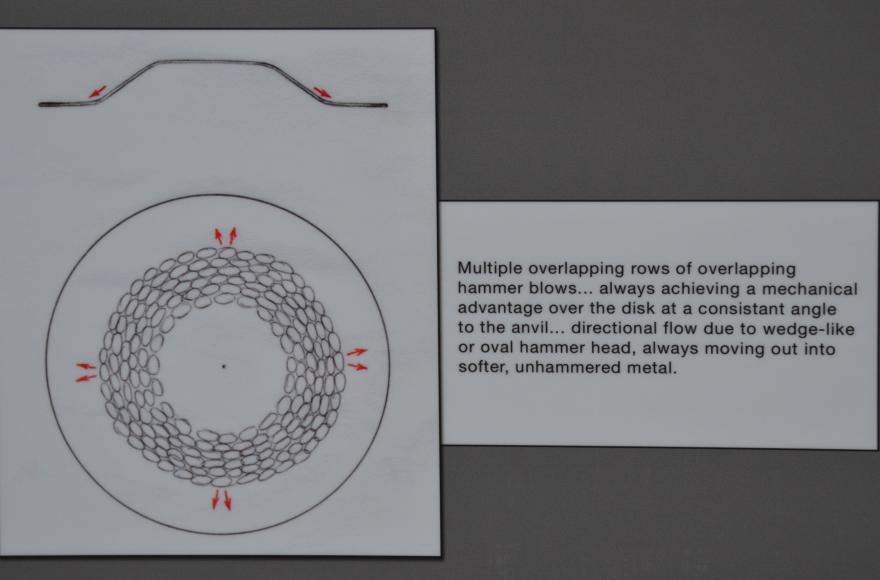 Multiple overlapping rows of overlapping
hammer blows... always achieving a mechanical
advantage over the disk at a consistant angle
to the anvil... directional flow due to wedge-like
or oval hammer head, always moving out into
softer, unhammered metal.